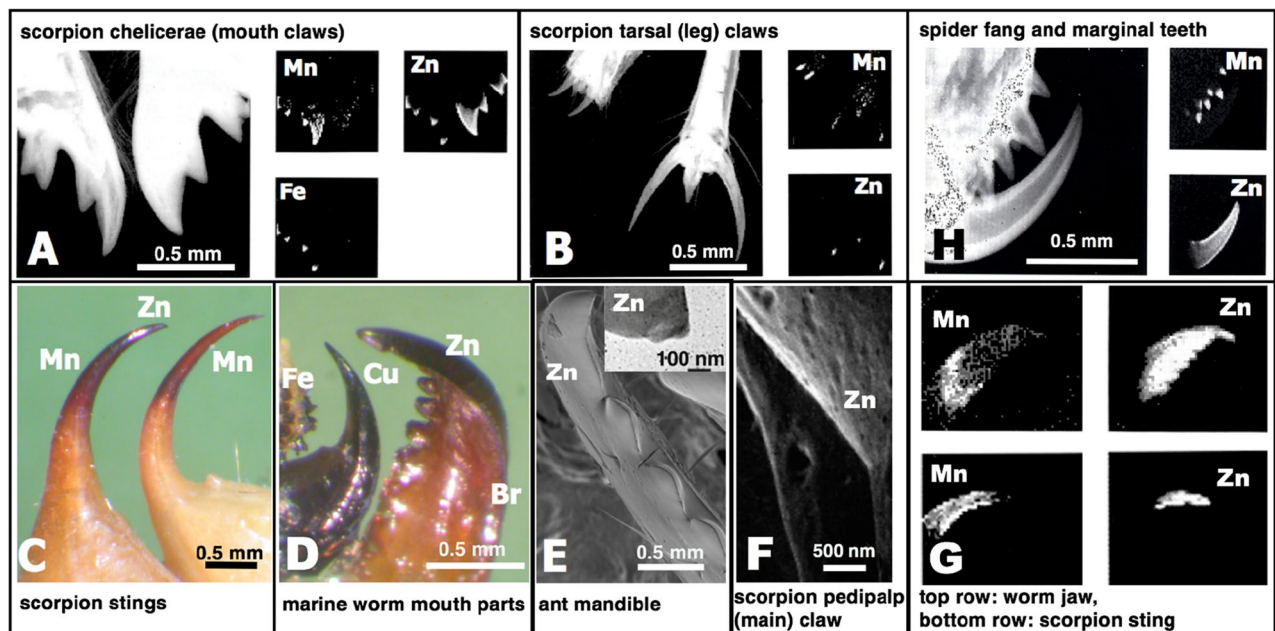 scorpion chelicerae (mouth claws)
Mn
Zn
Fe
A
0.5 mm
scorpion tarsal (leg) claws
Mn
Zn
B
0.5 mm
spider fang and marginal teeth
Mn
Zn
H
0.5 mm
Zn
Mn
Mn
C
0.5 mm
scorpion stings
Fe
Cu
Zn
Br
D
0.5 mm
marine worm mouth parts
Zn
Zn
100 nm
E
0.5 mm
ant mandible
Zn
F
500 nm
scorpion pedipalp
(main) claw
Mn
Zn
Mn
Zn
G
top row: worm jaw,
bottom row: scorpion sting